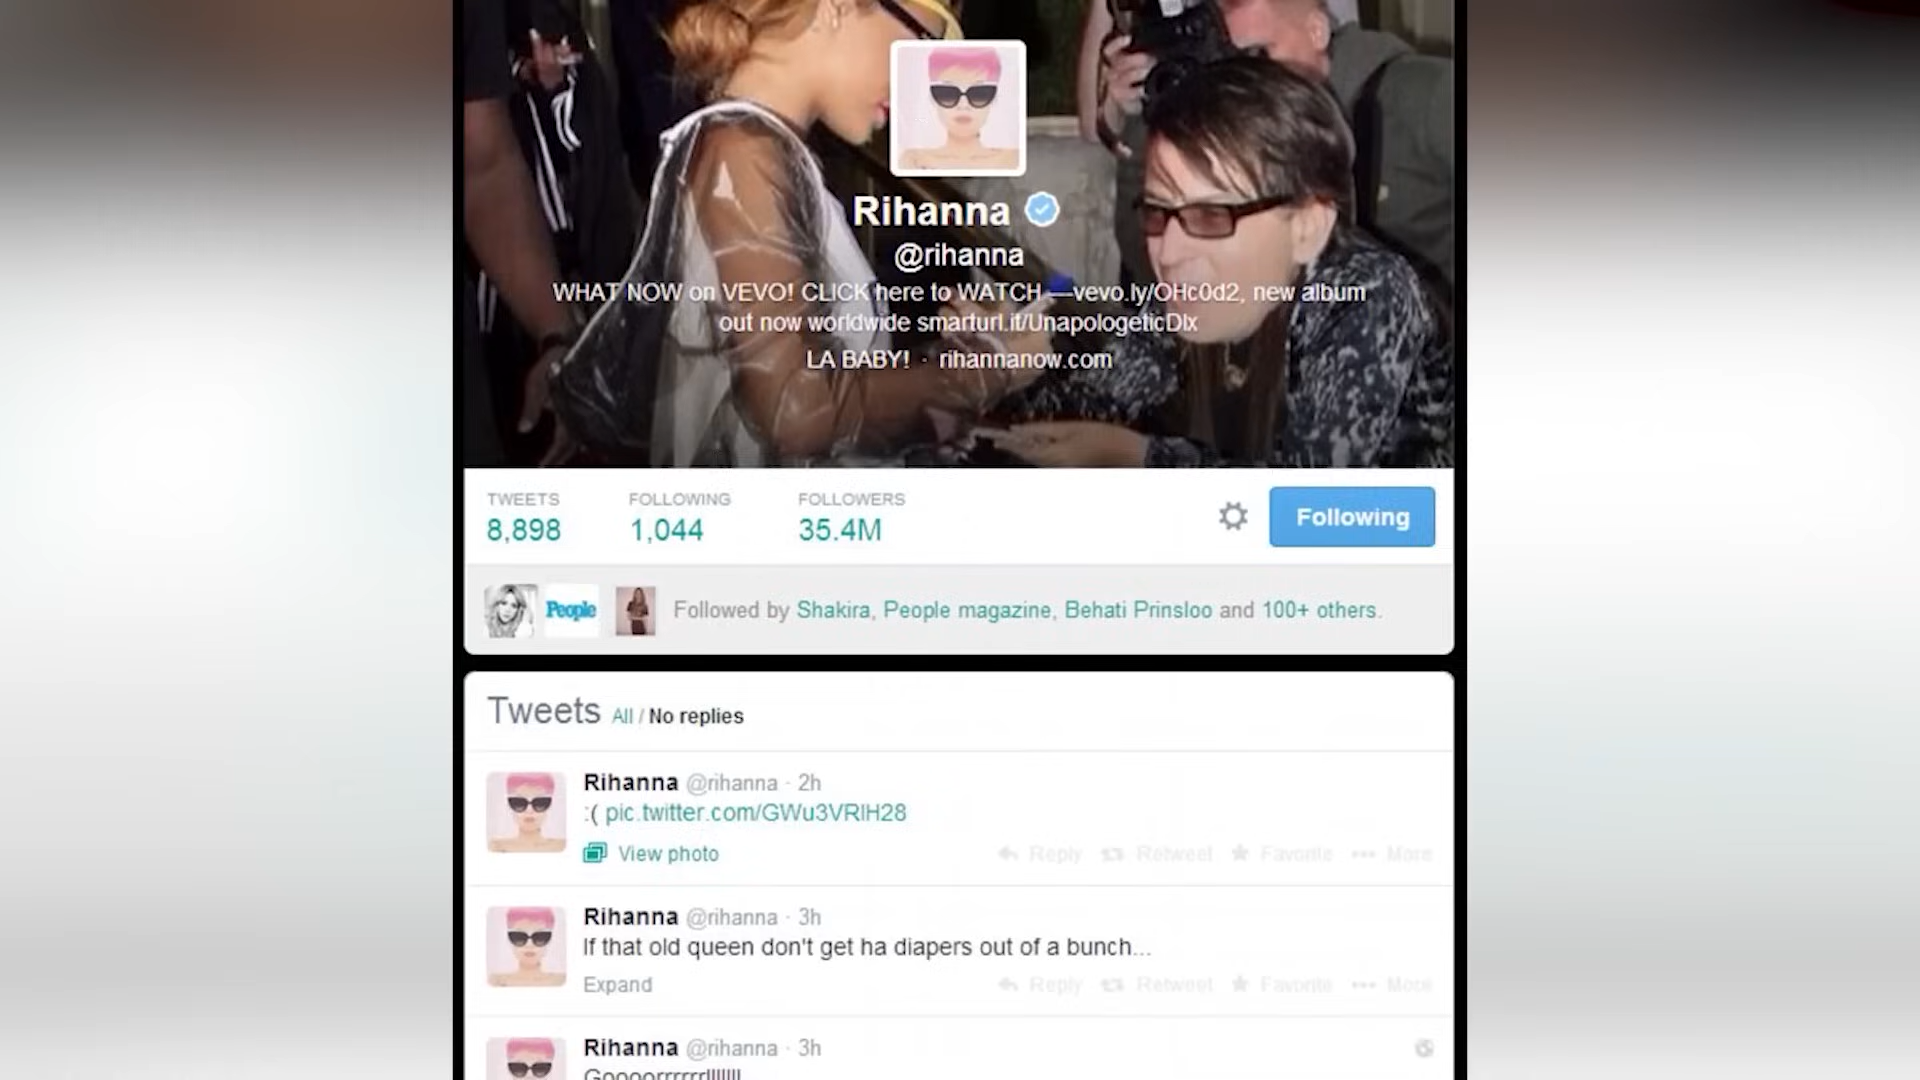 Rihanna
@rihanna
WHAT NOW on VEVO! CLICK here to WATCH —vevo.ly/OHc0d2, new album
out now worldwide smarturl.it/UnapologeticDlx
LA BABY! · rihannanow.com
TWEETS
8,898
FOLLOWING
1,044
FOLLOWERS
35.4M
Following
People
Followed by Shakira, People magazine, Behati Prinsloo and 100+ others.
Tweets All / No replies
Rihanna @rihanna · 2h
:( pic.twitter.com/GWu3VRlH28
View photo
Reply Retweet Favorite More
Rihanna @rihanna · 3h
If that old queen don't get ha diapers out of a bunch...
Expand
Reply Retweet Favorite More
Rihanna @rihanna · 3h